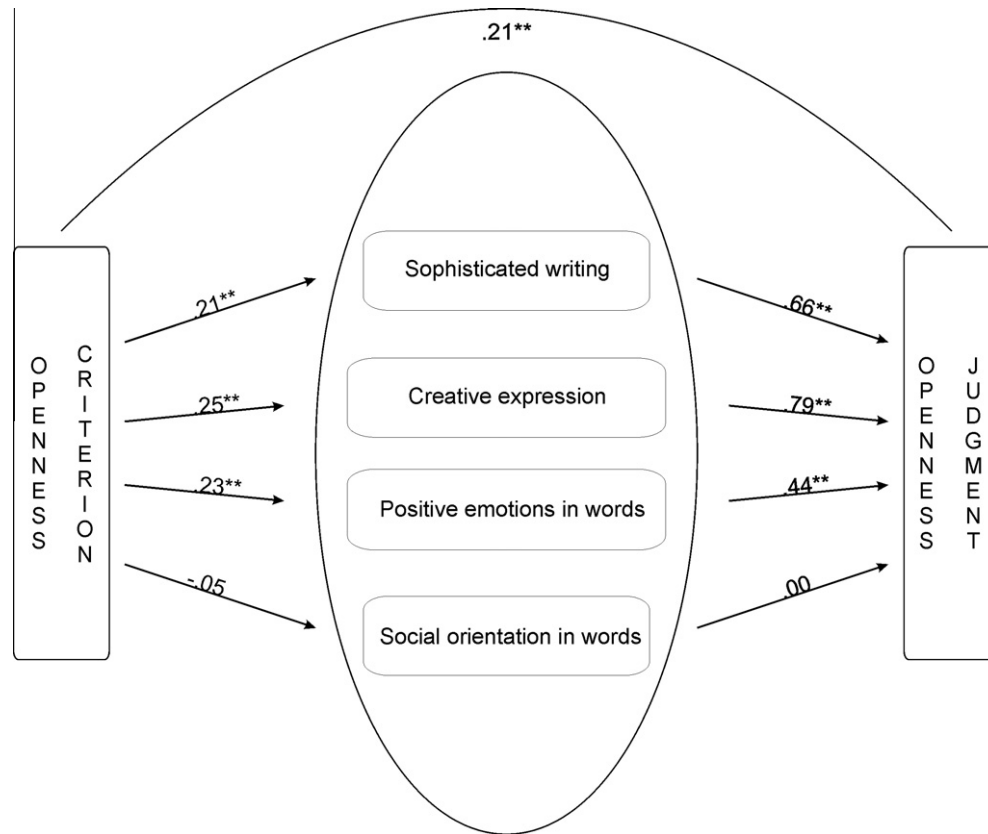 .21**
OPENNESS
CRITERION
.21**
.25**
.23**
-.05
Sophisticated writing
Creative expression
Positive emotions in words
Social orientation in words
.66**
.79**
.44**
.00
OPENNESS
JUDGMENT